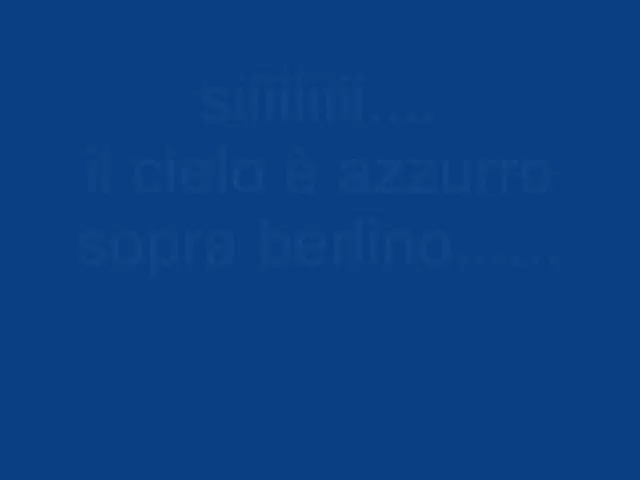 siiiiiii....
il cielo è azzurro
sopra berlino......